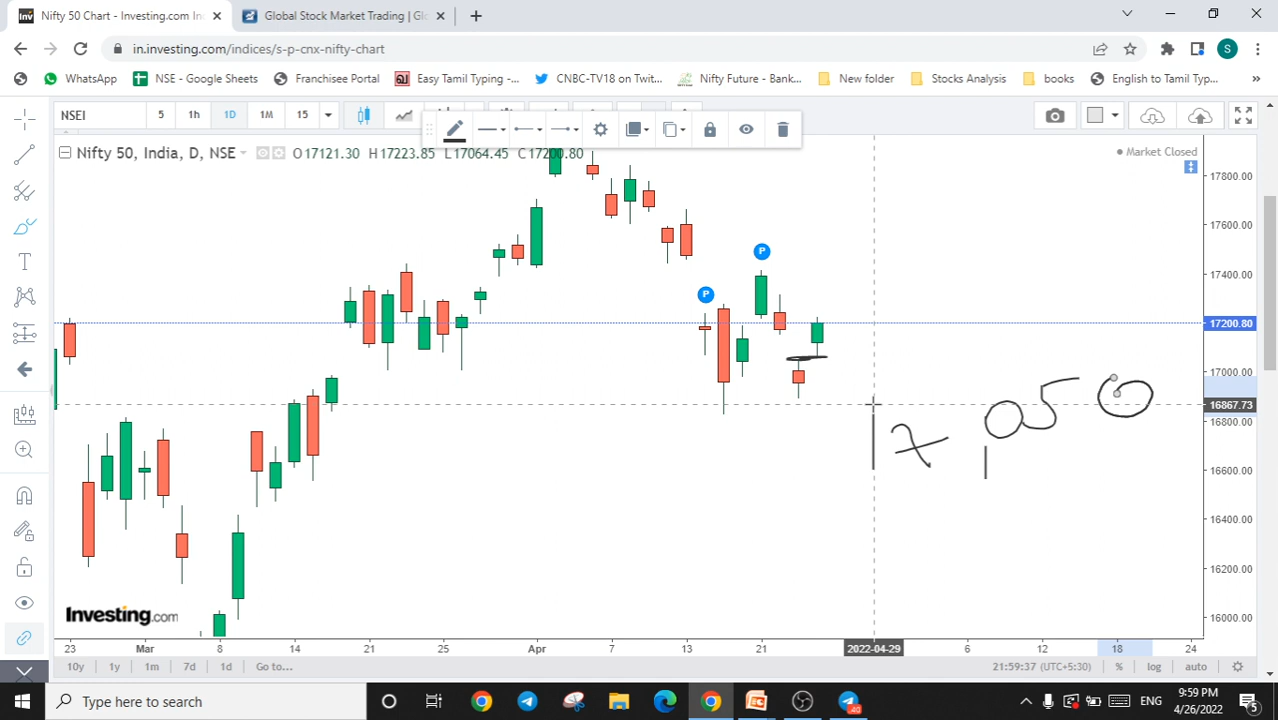 Nifty 50 Chart - Investing.com In
Global Stock Market Trading | Glo
in.investing.com/indices/s-p-cnx-nifty-chart
S
WhatsApp NSE - Google Sheets Franchisee Portal Easy Tamil Typing -... CNBC-TV18 on Twit... Nifty Future - Bank... New folder Stocks Analysis books English to Tamil Typ... »
NSEI 5 1h 1D 1M 15
Nifty 50, India, D, NSE O17121.30 H17223.85 L17064.45 C17200.80
Market Closed
17800.00
17600.00
P
17400.00
P
17200.80
17000.00
16867.73
17,050
16600.00
16400.00
16200.00
Investing.com
16000.00
23 Mar 8 14 21 25 Apr 7 13 21 2022-04-29 6 12 18 24
10y 1y 1m 7d 1d Go to... 21:59:37 (UTC+5:30) % log auto
Type here to search
40
ENG
9:59 PM
4/26/2022
5